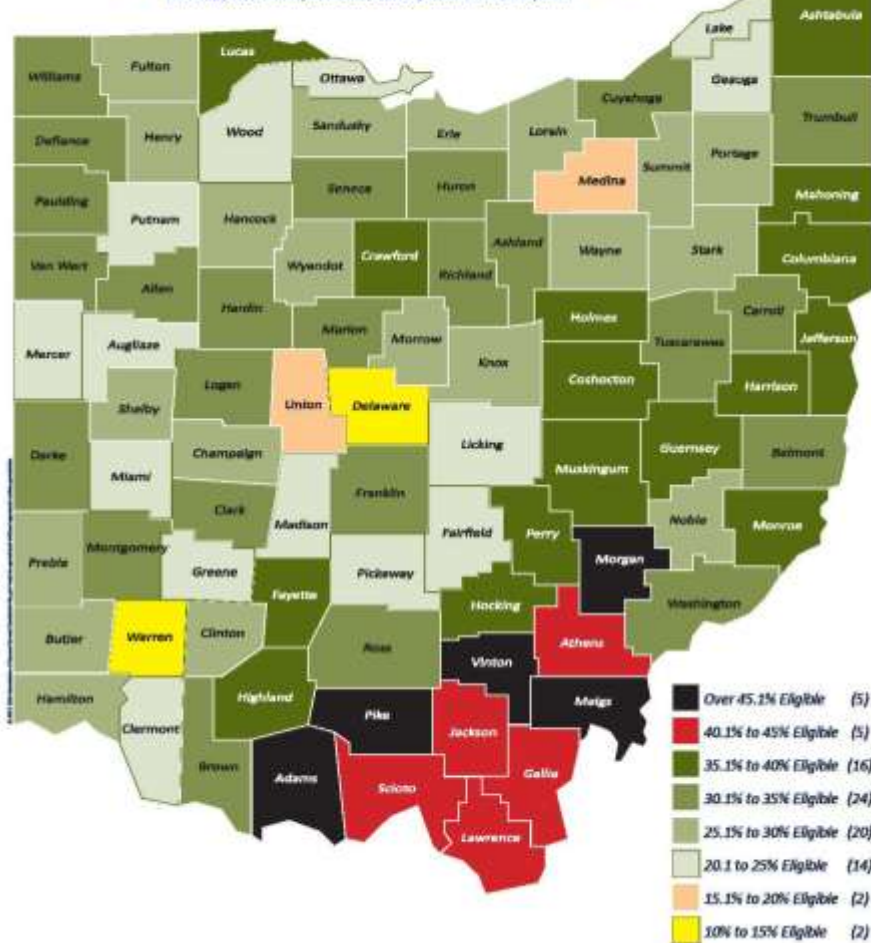 Ashtabula
Lake
Lucas
Geauga
Williams
Fulton
Ottawa
Cuyahoga
Trumbull
Defiance
Henry
Wood
Sandusky
Erie
Lorain
Medina
Summit
Portage
Paulding
Putnam
Hancock
Seneca
Huron
Mahoning
Van Wert
Allen
Wyandot
Crawford
Richland
Ashland
Wayne
Stark
Columbiana
Mercer
Auglaze
Hardin
Marion
Morrow
Holmes
Tuscarawas
Carroll
Jefferson
Shelby
Logan
Union
Delaware
Knox
Coshocton
Harrison
Darke
Miami
Champaign
Licking
Muskingum
Guernsey
Belmont
Clark
Madison
Franklin
Fairfield
Perry
Noble
Monroe
Preble
Montgomery
Greene
Fayette
Pickaway
Hocking
Morgan
Washington
Butler
Warren
Clinton
Ross
Vinton
Athens
Hamilton
Clermont
Highland
Pike
Jackson
Meigs
Brown
Adams
Scioto
Gallia
Lawrence
Over 45.1% Eligible (5)
40.1% to 45% Eligible (5)
35.1% to 40% Eligible (16)
30.1% to 35% Eligible (24)
25.1% to 30% Eligible (20)
20.1 to 25% Eligible (14)
15.1% to 20% Eligible (2)
10% to 15% Eligible (2)